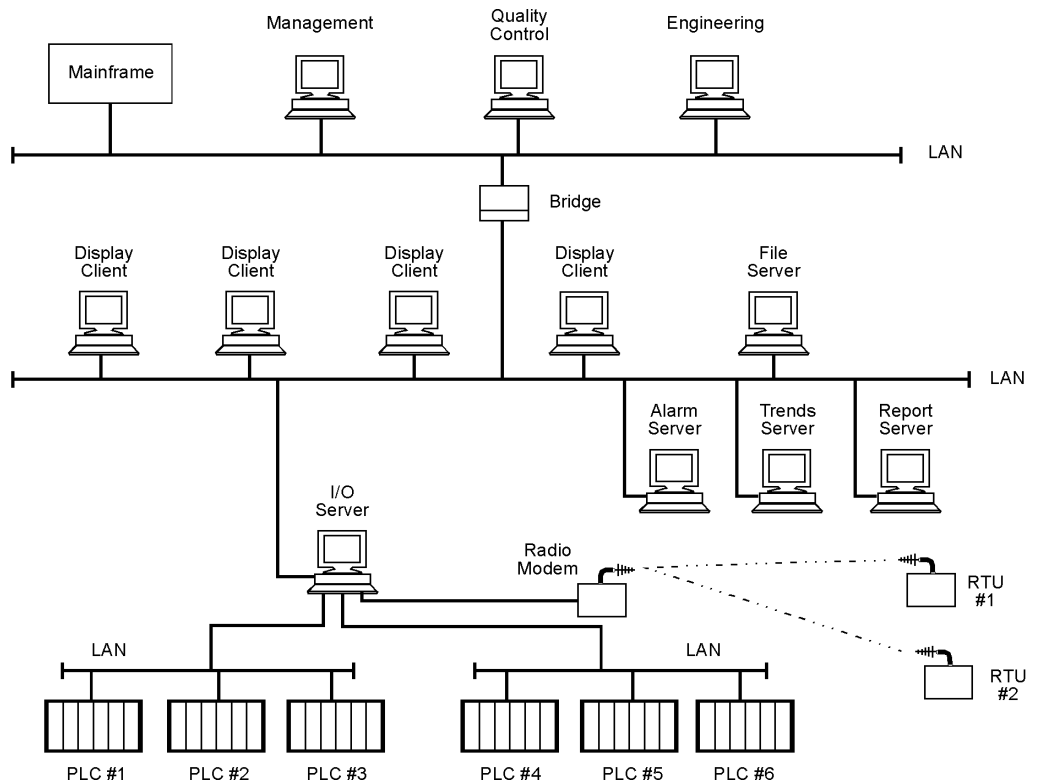 Management
Quality
Control
Engineering
Mainframe
LAN
Bridge
Display
Client
Display
Client
Display
Client
Display
Client
File
Server
LAN
Alarm
Server
Trends
Server
Report
Server
I/O
Server
Radio
Modem
RTU
#1
LAN
LAN
RTU
#2
PLC #1
PLC #2
PLC #3
PLC #4
PLC #5
PLC #6